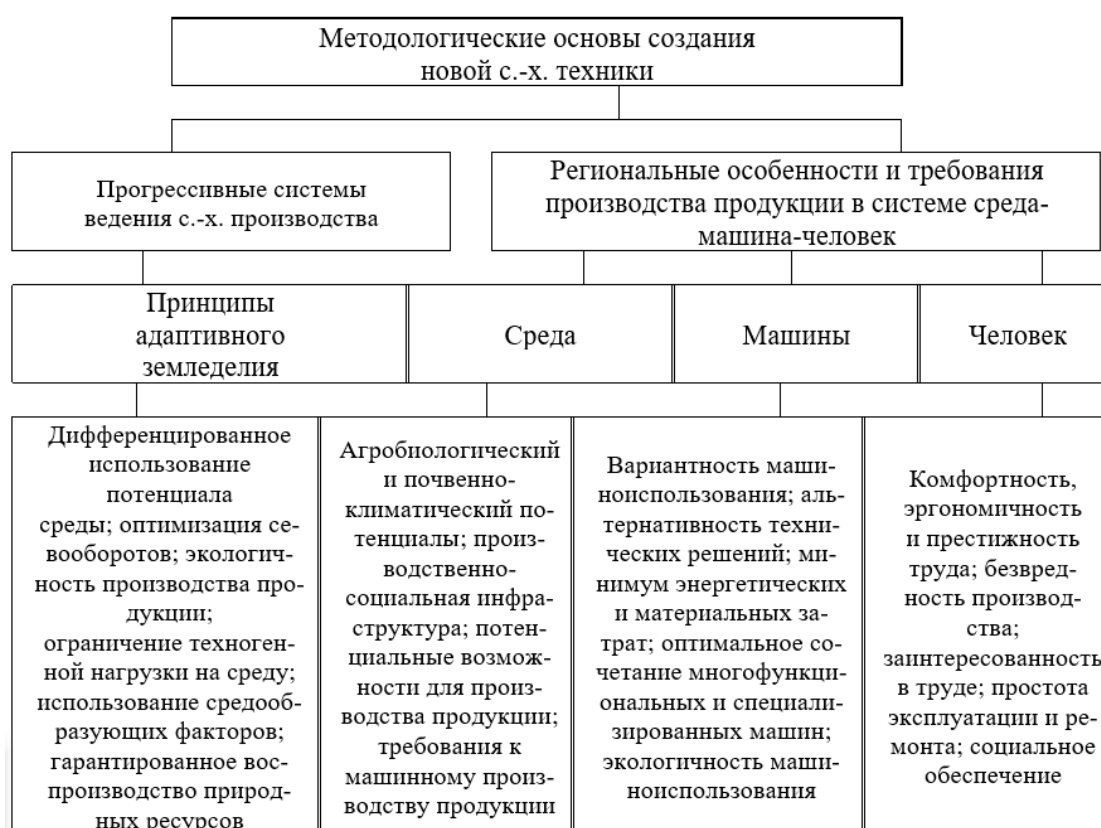 Методологические основы создания
новой с.-х. техники
Прогрессивные системы
ведения с.-х. производства
Региональные особенности и требования
производства продукции в системе среда-
машина-человек
Принципы
адаптивного
земледелия
Среда
Машины
Человек
Дифференцированное
использование
потенциала
среды; оптимизация се-
вооборотов; экологич-
ность производства про-
дукции;
ограничение техноген-
ной нагрузки на среду;
использование средооб-
разующих факторов;
гарантированное вос-
производство природ-
ных ресурсов
Агробиологический
и почвенно-
климатический по-
тенциалы; произ-
водственно-
социальная инфра-
структура; потен-
циальные возмож-
ности для произ-
водства продукции;
требования к
машинному произ-
водству продукции
Вариантность маши-
ноиспользования; аль-
тернативность техни-
ческих решений; ми-
нимум энергетических
и материальных за-
трат; оптимальное со-
четание многофункци-
ональных и специали-
зированных машин;
экологичность маши-
ноиспользования
Комфортность,
эргономичность
и престижность
труда; безвред-
ность производ-
ства;
заинтересованность
в труде; простота
эксплуатации и ре-
монта; социальное
обеспечение